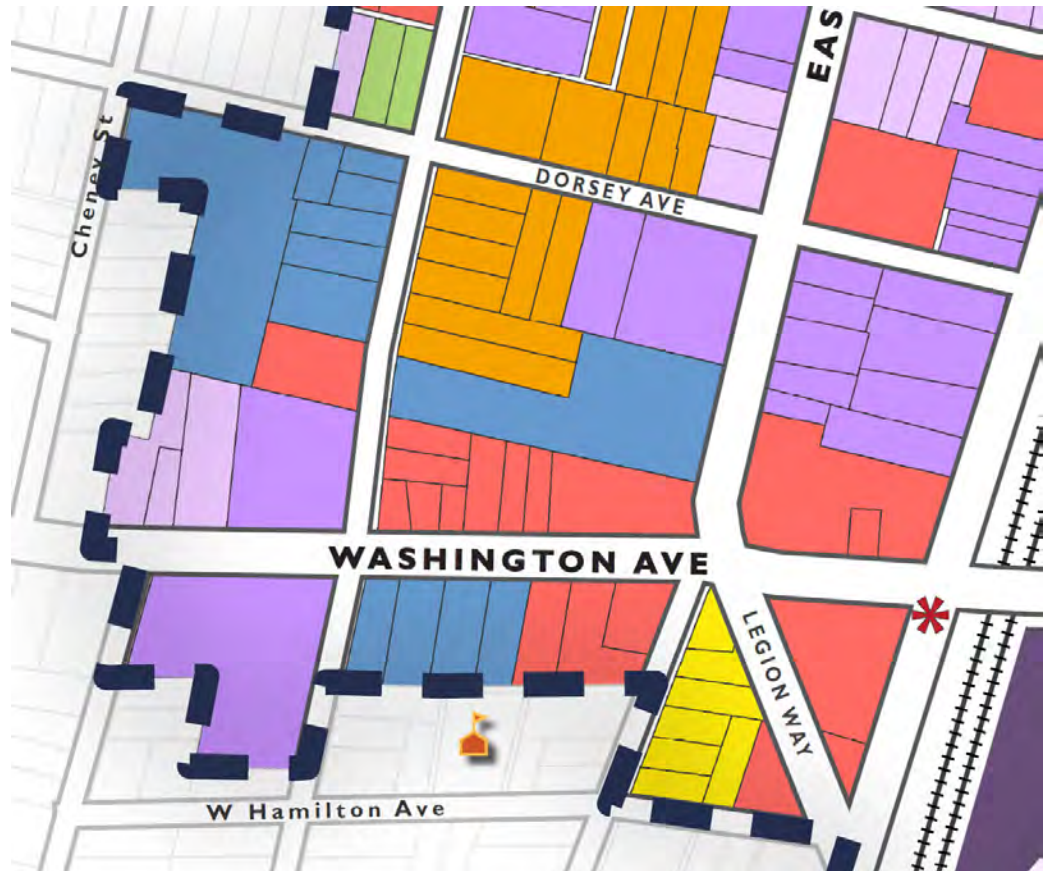 EAS
Cheney St
DORSEY AVE
WASHINGTON AVE
LEGION WAY
W Hamilton Ave